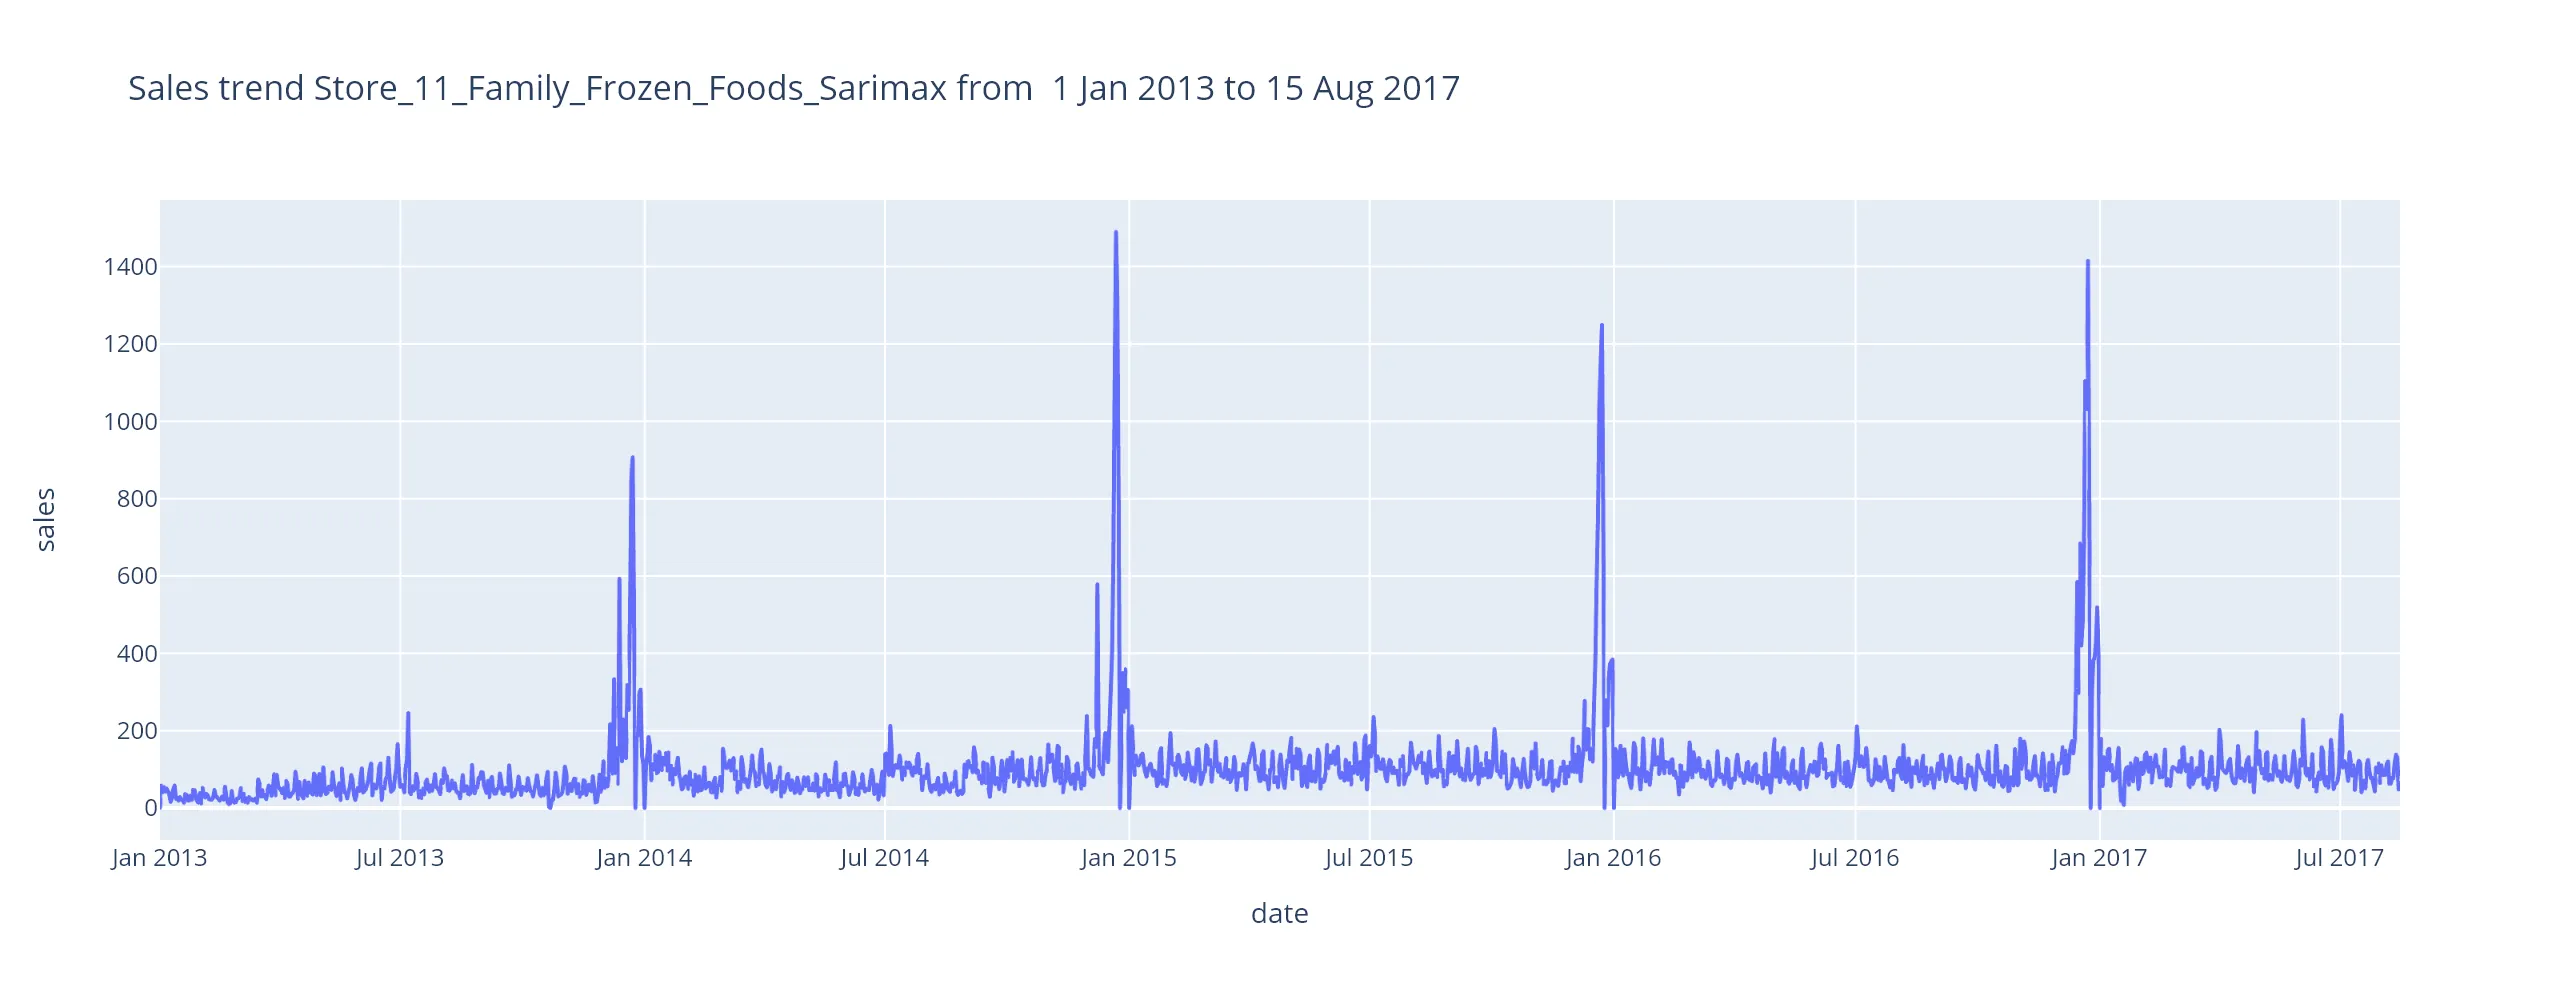 Sales trend Store_11_Family_Frozen_Foods_Sarimax from  1 Jan 2013 to 15 Aug 2017
1400
1200
1000
800
600
400
200
0
sales
Jan 2013 Jul 2013 Jan 2014 Jul 2014 Jan 2015 Jul 2015 Jan 2016 Jul 2016 Jan 2017 Jul 2017
date